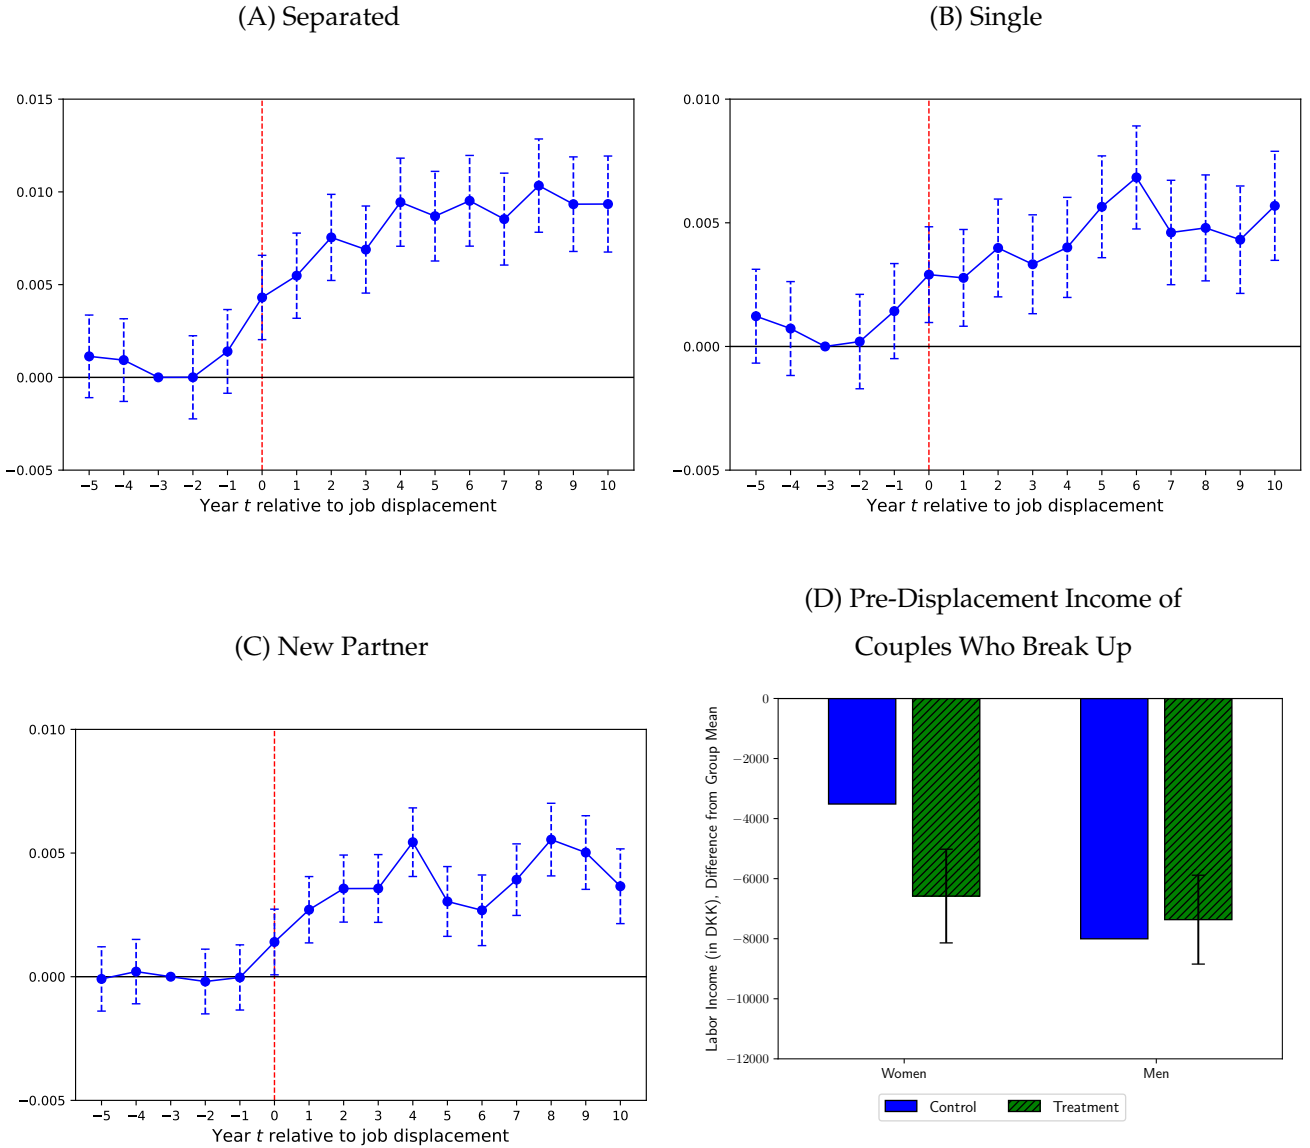 (A) Separated
0.015
0.010
0.005
0.000
−0.005
−5 −4 −3 −2 −1 0 1 2 3 4 5 6 7 8 9 10
Year t relative to job displacement
(B) Single
0.010
0.005
0.000
−0.005
−5 −4 −3 −2 −1 0 1 2 3 4 5 6 7 8 9 10
Year t relative to job displacement
(C) New Partner
0.010
0.005
0.000
−0.005
−5 −4 −3 −2 −1 0 1 2 3 4 5 6 7 8 9 10
Year t relative to job displacement
(D) Pre-Displacement Income of
Couples Who Break Up
Labor Income (in DKK), Difference from Group Mean
0
−2000
−4000
−6000
−8000
−10000
−12000
Women Men
Control Treatment